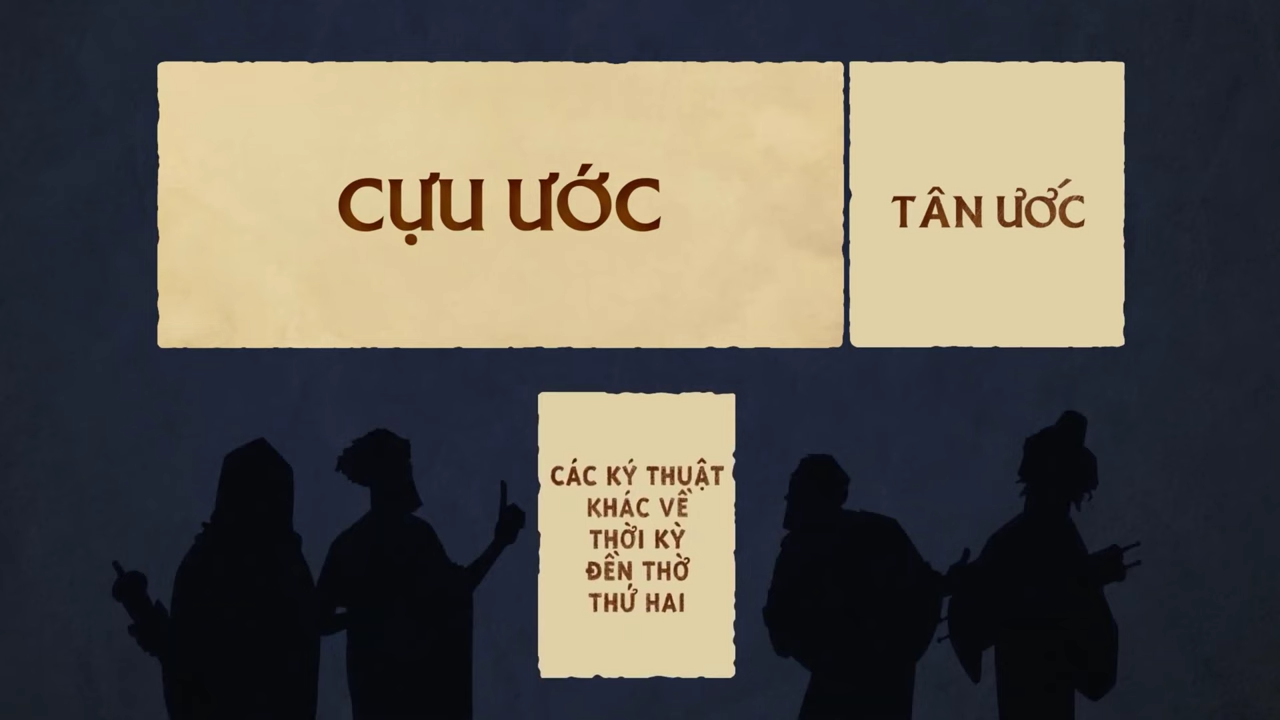 CỰU ƯỚC
TÂN ƯỚC
CÁC KÝ THUẬT
KHÁC VỀ
THỜI KỲ
ĐỀN THỜ
THỨ HAI